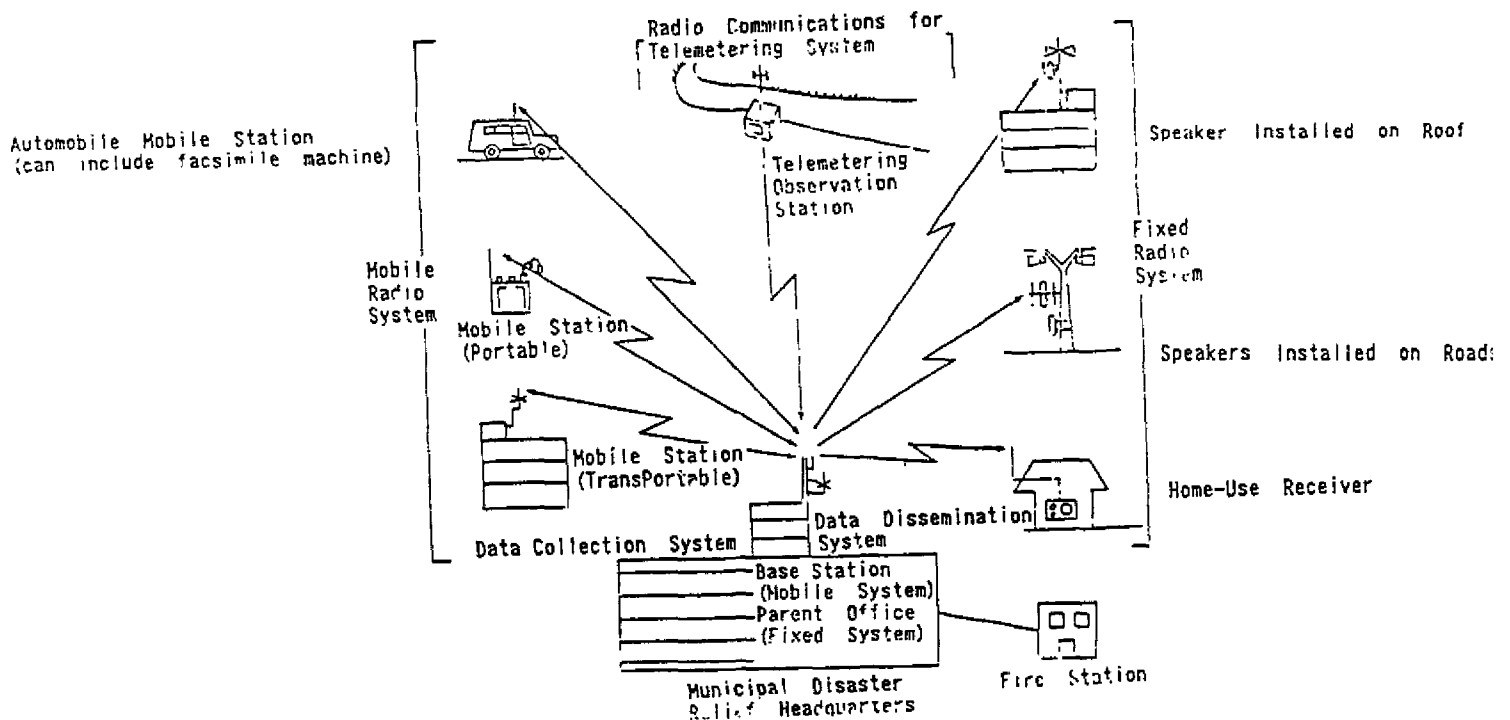 Radio Communications for
Telemetering System
Automobile Mobile Station
(can include facsimile machine)
Speaker Installed on Roof
Telemetering
Observation
Station
Mobile
Radio
System
Fixed
Radio
System
Mobile Station
(Portable)
Speakers Installed on Roads
Mobile Station
(TransPortable)
Home-Use Receiver
Data Collection System
Data Dissemination
System
Base Station
(Mobile System)
Parent Office
(Fixed System)
Fire Station
Municipal Disaster
Relief Headquarters